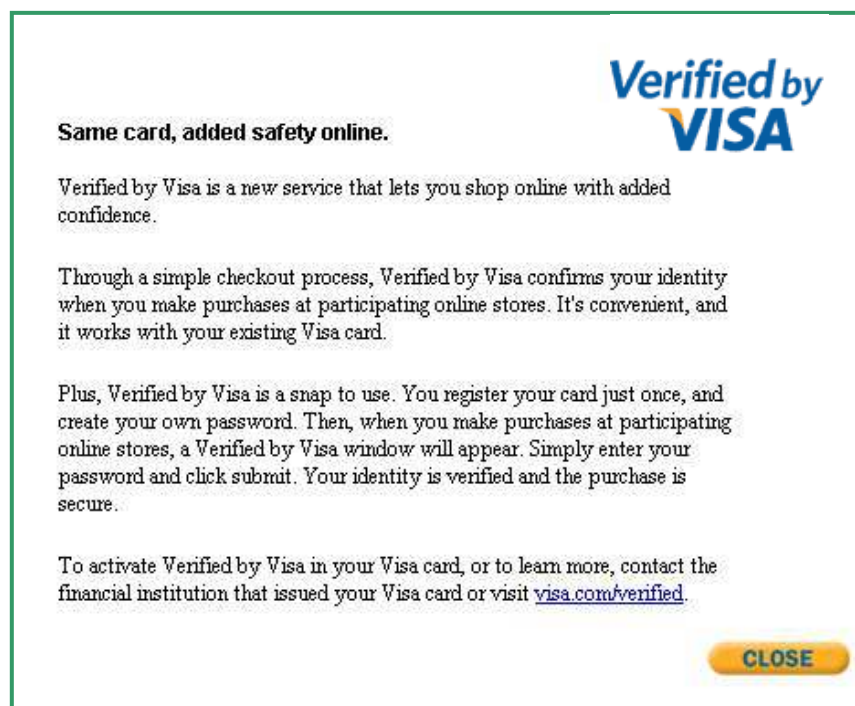 Verified by
VISA
Same card, added safety online.
Verified by Visa is a new service that lets you shop online with added
confidence.
Through a simple checkout process, Verified by Visa confirms your identity
when you make purchases at participating online stores. It's convenient, and
it works with your existing Visa card.
Plus, Verified by Visa is a snap to use. You register your card just once, and
create your own password. Then, when you make purchases at participating
online stores, a Verified by Visa window will appear. Simply enter your
password and click submit. Your identity is verified and the purchase is
secure.
To activate Verified by Visa in your Visa card, or to learn more, contact the
financial institution that issued your Visa card or visit visa.com/verified.
CLOSE